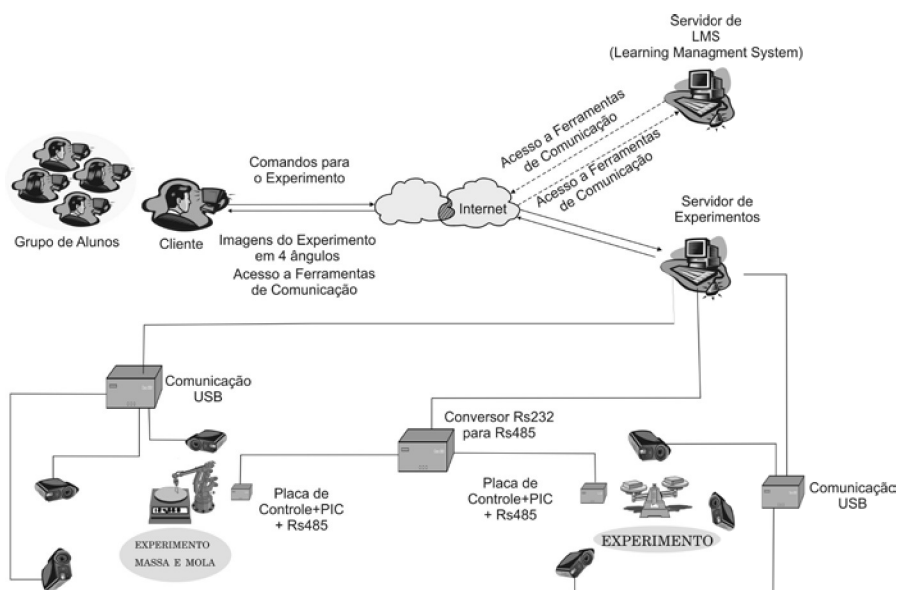 Servidor de
LMS
(Learning Managment System)
Acesso a Ferramentas
de Comunicação
Acesso a Ferramentas
de Comunicação
Comandos para
o Experimento
Internet
Servidor de
Experimentos
Grupo de Alunos
Cliente
Imagens do Experimento
em 4 ângulos
Acesso a Ferramentas
de Comunicação
Comunicação
USB
Conversor Rs232
para Rs485
Placa de
Controle+PIC
+ Rs485
Placa de
Controle+PIC
+ Rs485
Comunicação
USB
EXPERIMENTO
MASSA E MOLA
EXPERIMENTO